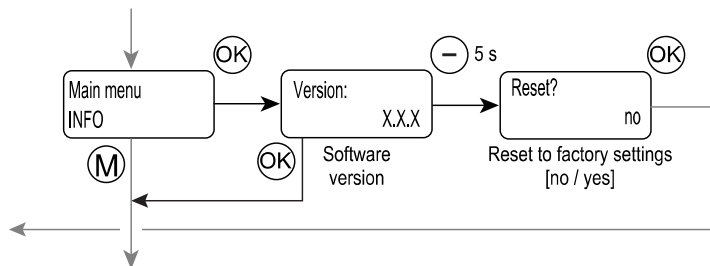 OK
− 5 s
OK
Main menu
INFO
Version:
X.X.X
Reset?
no
M
OK
Software
version
Reset to factory settings
[no / yes]